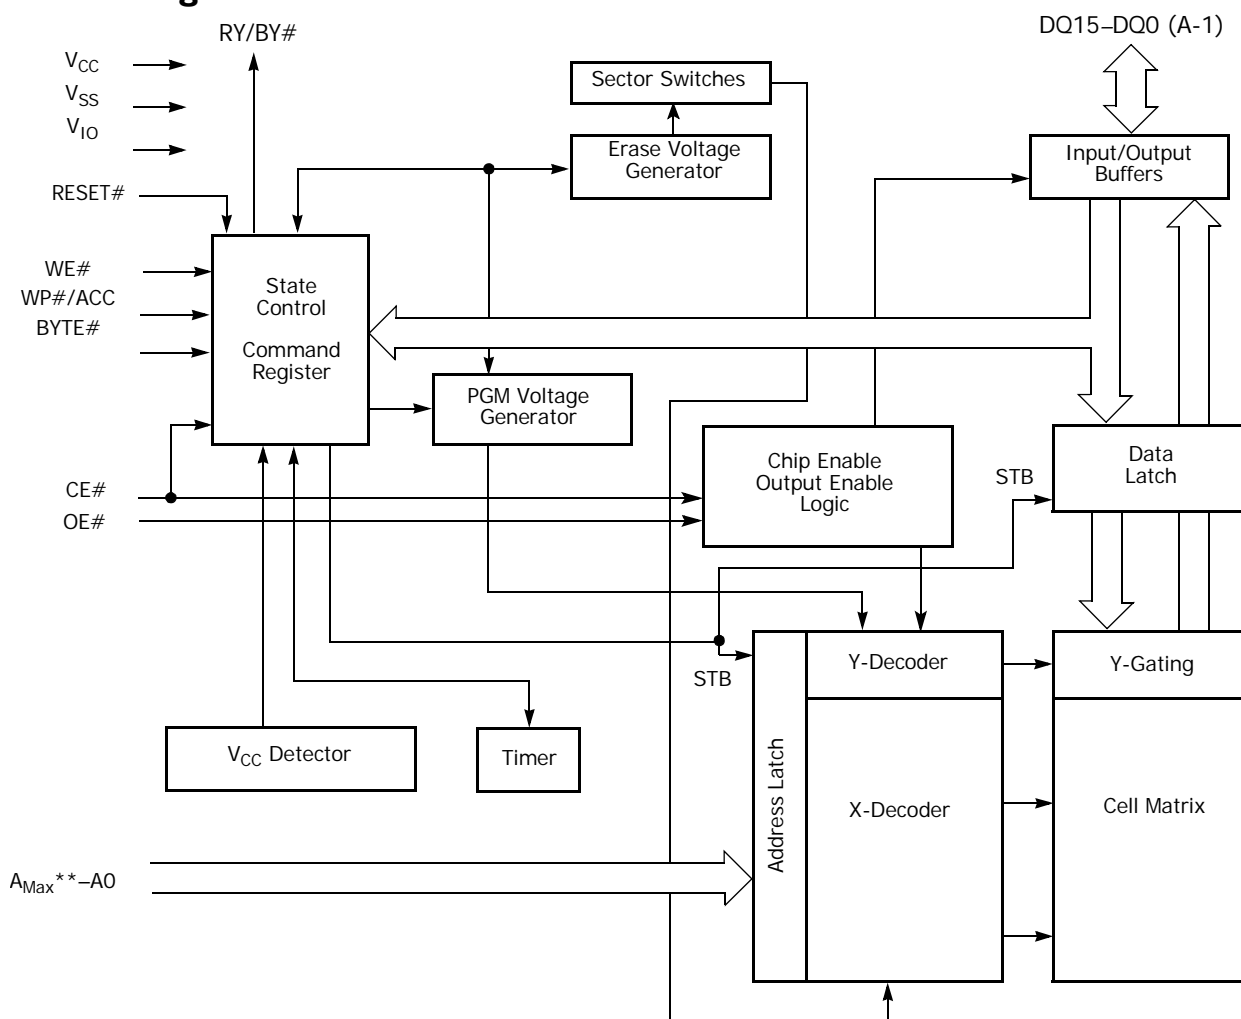 RY/BY#
DQ15–DQ0 (A-1)
VCC
VSS
VIO
Sector Switches
Erase Voltage
Generator
Input/Output
Buffers
RESET#
WE#
WP#/ACC
BYTE#
State
Control
Command
Register
PGM Voltage
Generator
Chip Enable
Output Enable
Logic
Data
Latch
STB
CE#
OE#
STB
Y-Decoder
Y-Gating
VCC Detector
Timer
Address Latch
X-Decoder
Cell Matrix
AMax**–A0